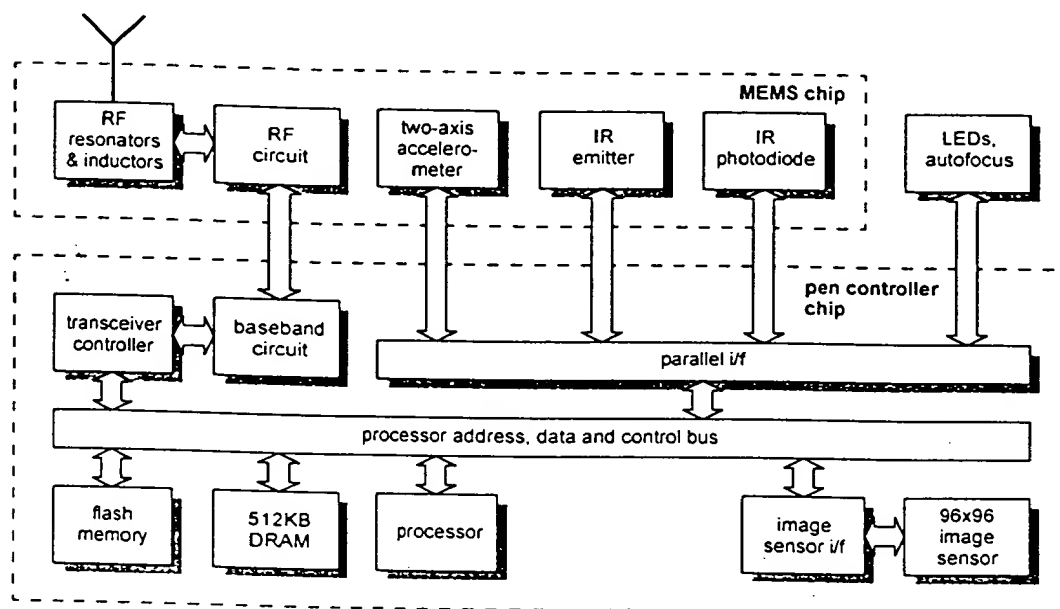 MEMS chip
RF
resonators
& inductors
RF
circuit
two-axis
accelero-
meter
IR
emitter
IR
photodiode
LEDs,
autofocus
pen controller
chip
transceiver
controller
baseband
circuit
parallel i/f
processor address, data and control bus
flash
memory
512KB
DRAM
processor
image
sensor i/f
96x96
image
sensor